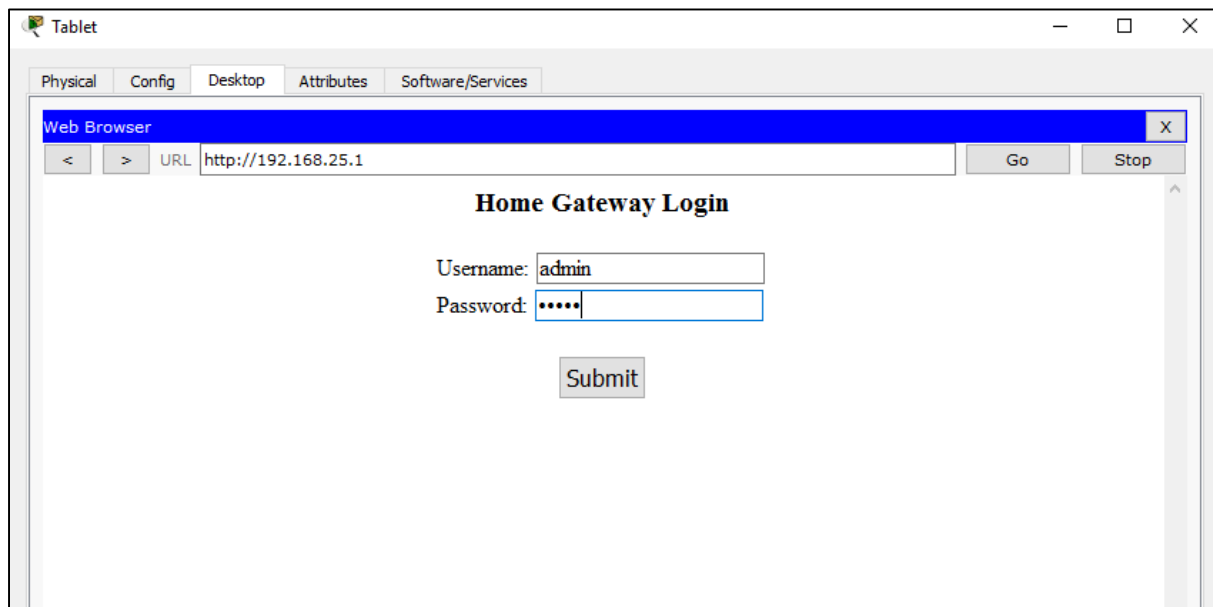 Tablet
Physical Config Desktop Attributes Software/Services
Web Browser X
< > URL http://192.168.25.1 Go Stop
Home Gateway Login
Username: admin
Password: •••••
Submit